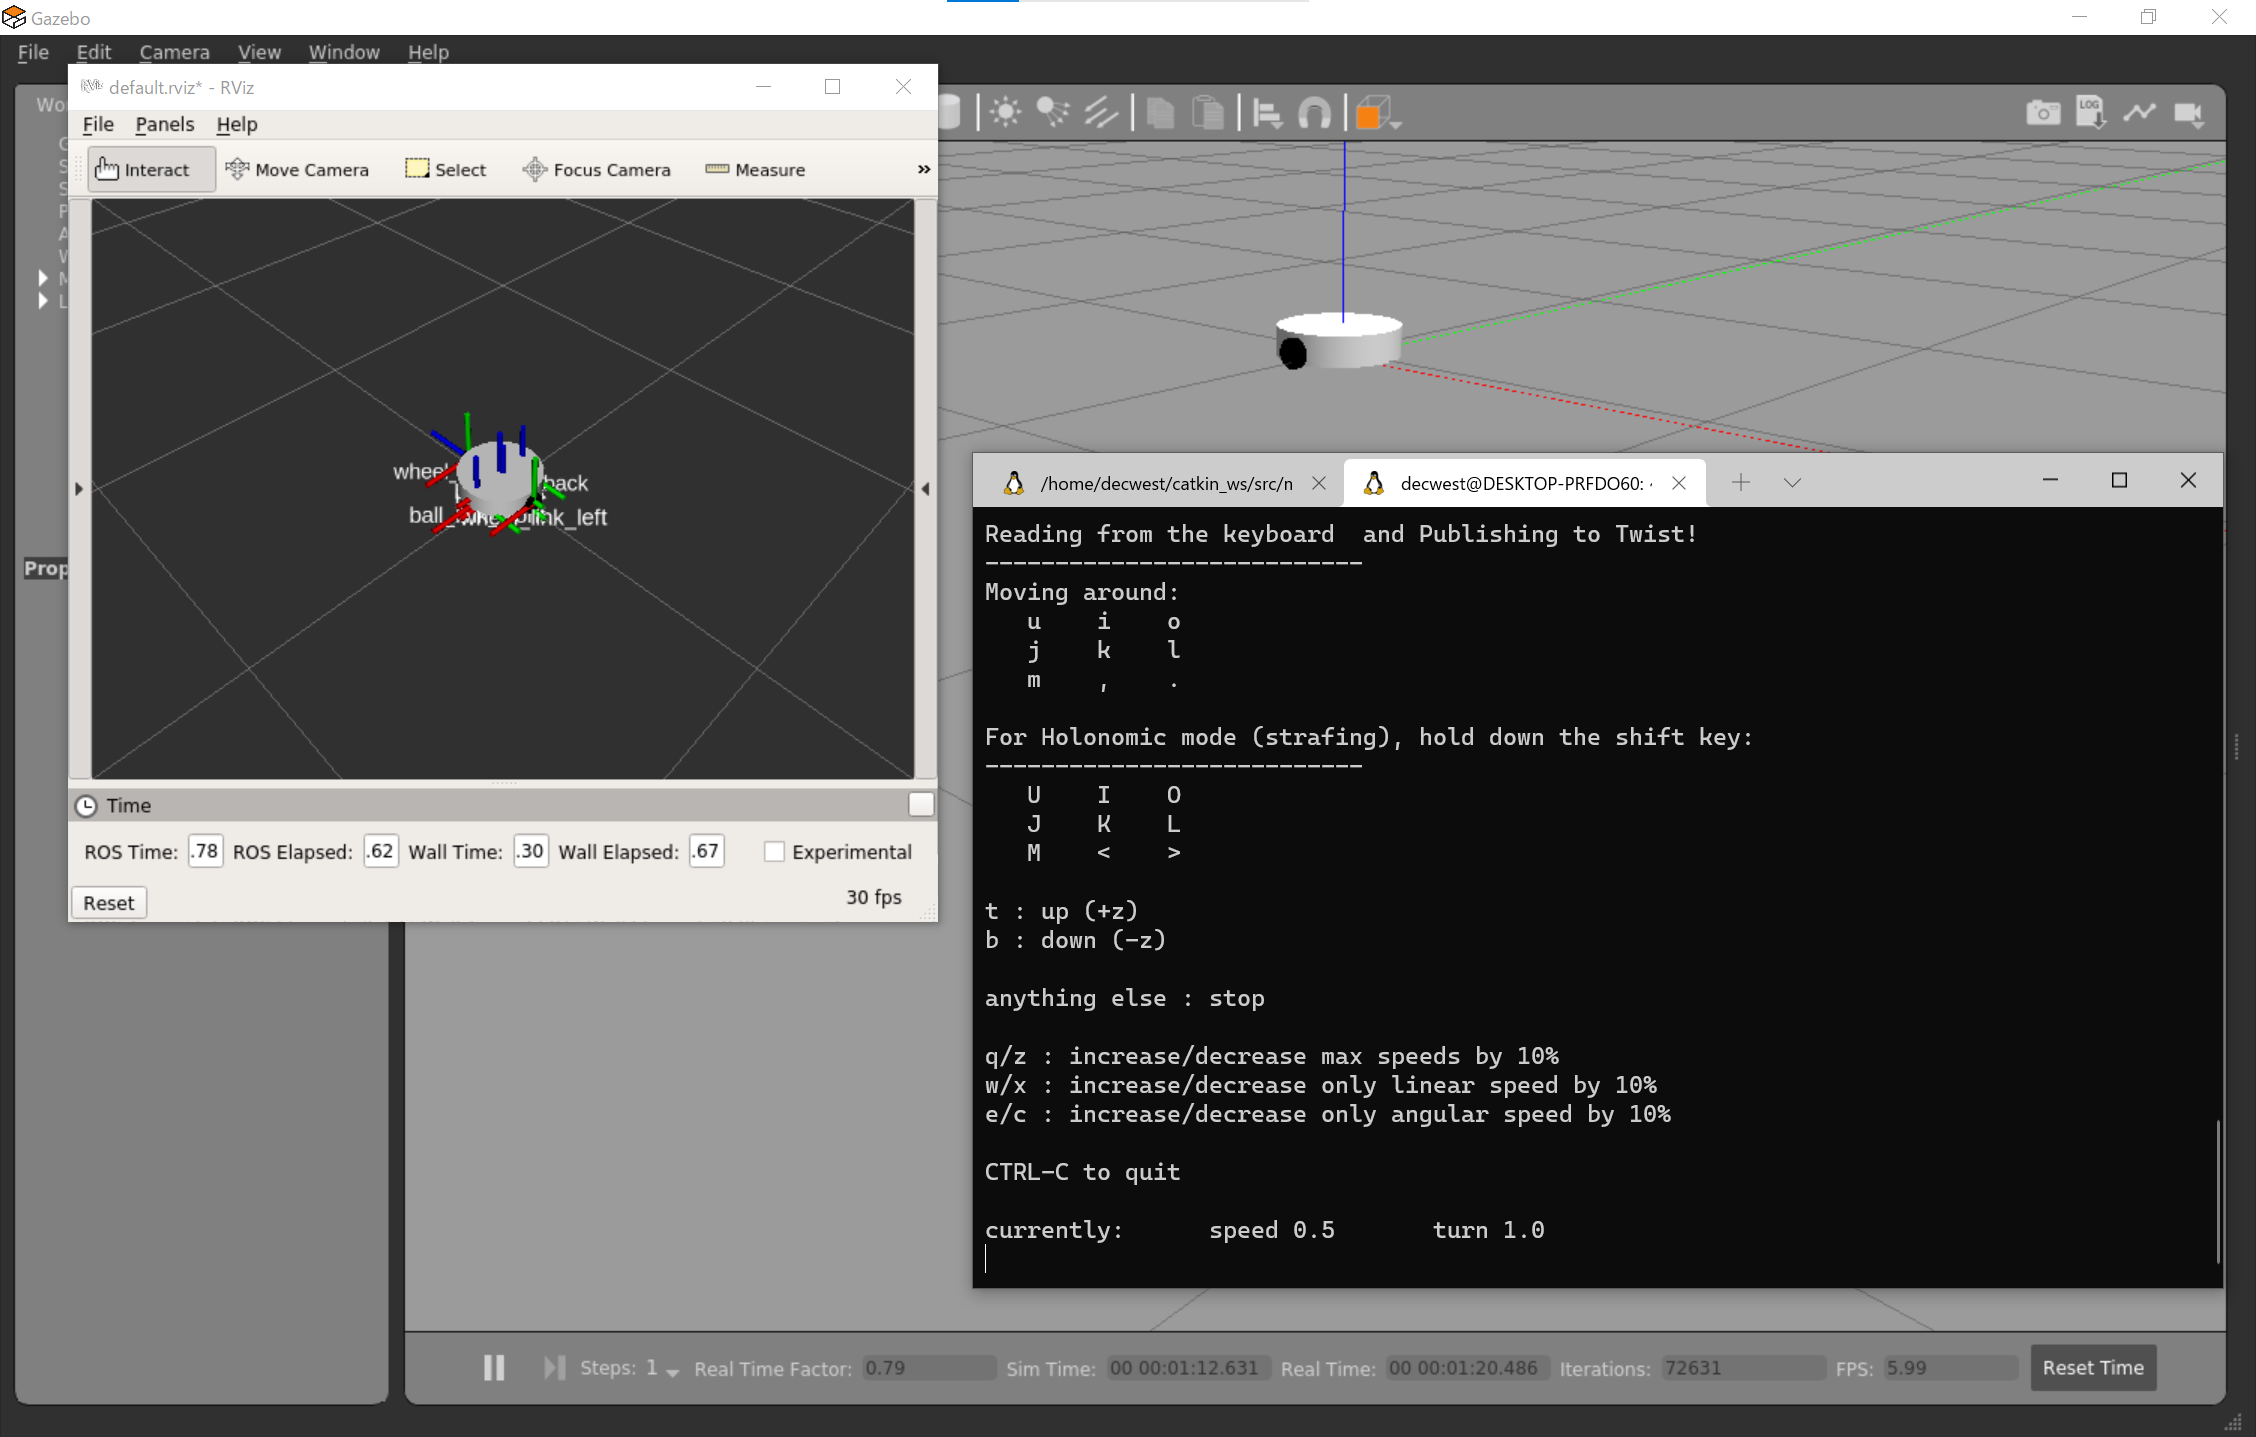 Gazebo
File Edit Camera View Window Help
default.rviz* - RViz
File Panels Help
Interact Move Camera Select Focus Camera Measure »
LOG
back
link_left
Prop
Time
ROS Time: .78 ROS Elapsed: .62 Wall Time: .30 Wall Elapsed: .67 Experimental
Reset 30 fps
/home/decwest/catkin_ws/src/n
decwest@DESKTOP-PRFDO60:
Reading from the keyboard  and Publishing to Twist!
---------------------------
Moving around:
u i o
j k l
m , .
For Holonomic mode (strafing), hold down the shift key:
---------------------------
U I O
J K L
M < >
t : up (+z)
b : down (-z)
anything else : stop
q/z : increase/decrease max speeds by 10%
w/x : increase/decrease only linear speed by 10%
e/c : increase/decrease only angular speed by 10%
CTRL-C to quit
currently: speed 0.5 turn 1.0
Steps: 1 Real Time Factor: 0.79 Sim Time: 00 00:01:12.631 Real Time: 00 00:01:20.486 Iterations: 72631 FPS: 5.99 Reset Time